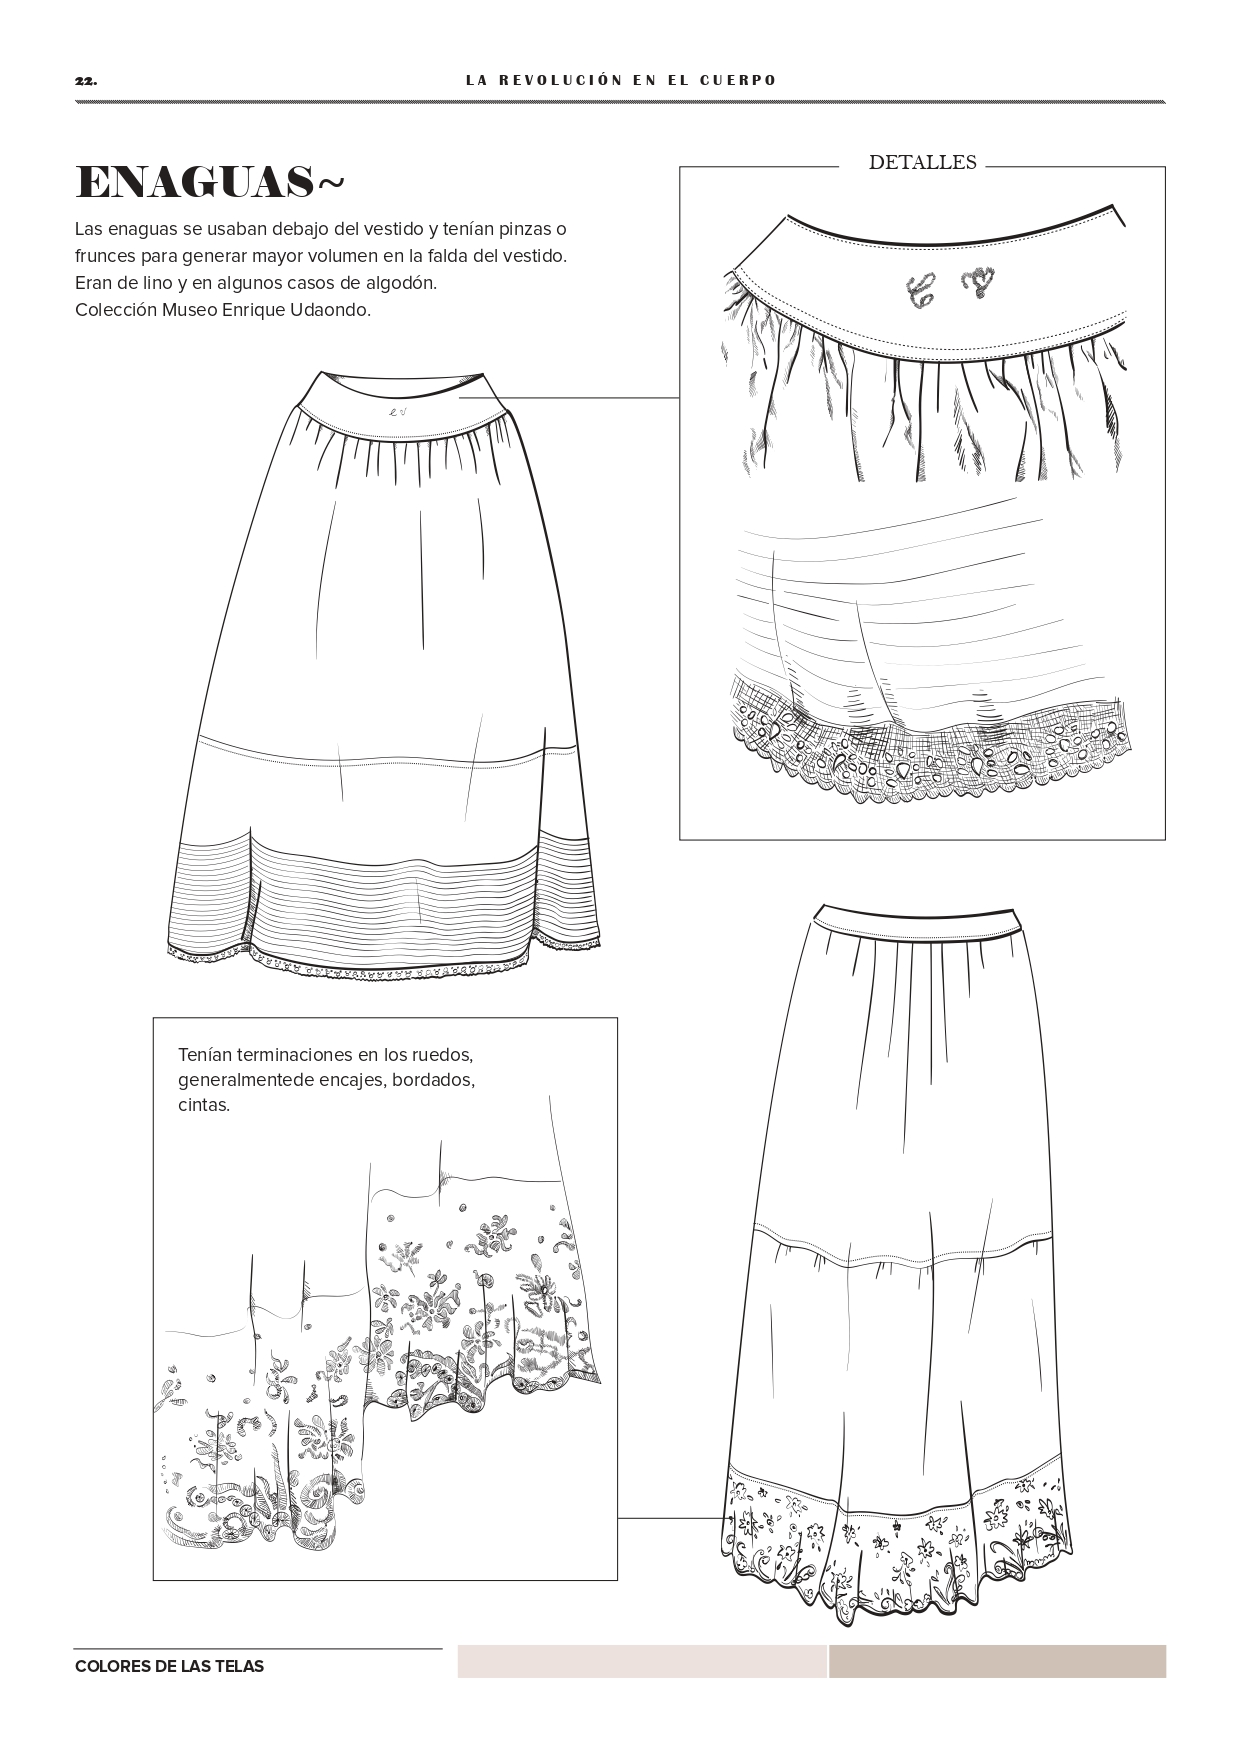 22.
LA REVOLUCIÓN EN EL CUERPO
ENAGUAS~
Las enaguas se usaban debajo del vestido y tenían pinzas o
frunces para generar mayor volumen en la falda del vestido.
Eran de lino y en algunos casos de algodón.
Colección Museo Enrique Udaondo.
DETALLES
Tenían terminaciones en los ruedos,
generalmentede encajes, bordados,
cintas.
COLORES DE LAS TELAS